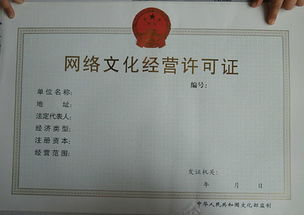 网络文化经营许可证
编号:
单位名称:
地 址:
法定代表人:
经济类型:
注册资本:
经营范围:
发证机关:
年 月 日
中华人民共和国文化部监制